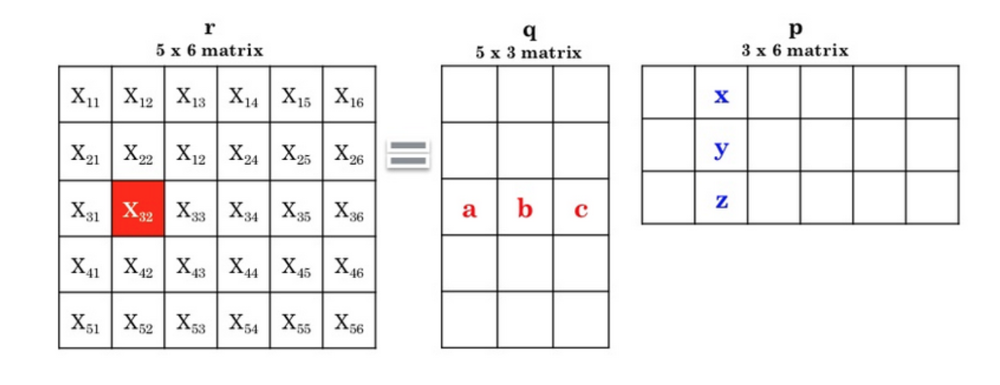 r
5 x 6 matrix
X₁₁ X₁₂ X₁₃ X₁₄ X₁₅ X₁₆
X₂₁ X₂₂ X₁₂ X₂₄ X₂₅ X₂₆
X₃₁ X₃₂ X₃₃ X₃₄ X₃₅ X₃₆
X₄₁ X₄₂ X₄₃ X₄₄ X₄₅ X₄₆
X₅₁ X₅₂ X₅₃ X₅₄ X₅₅ X₅₆
=
q
5 x 3 matrix
a b c
p
3 x 6 matrix
x
y
z